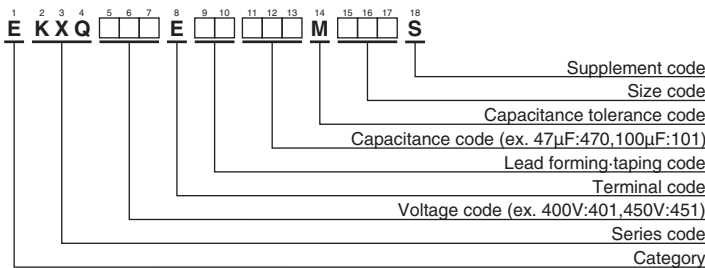 1 2 3 4 5 6 7 8 9 10 11 12 13 14 15 16 17 18
E KXQ □□□ E □□ □□□ M □□□ S
Supplement code
Size code
Capacitance tolerance code
Capacitance code (ex. 47μF:470,100μF:101)
Lead forming·taping code
Terminal code
Voltage code (ex. 400V:401,450V:451)
Series code
Category